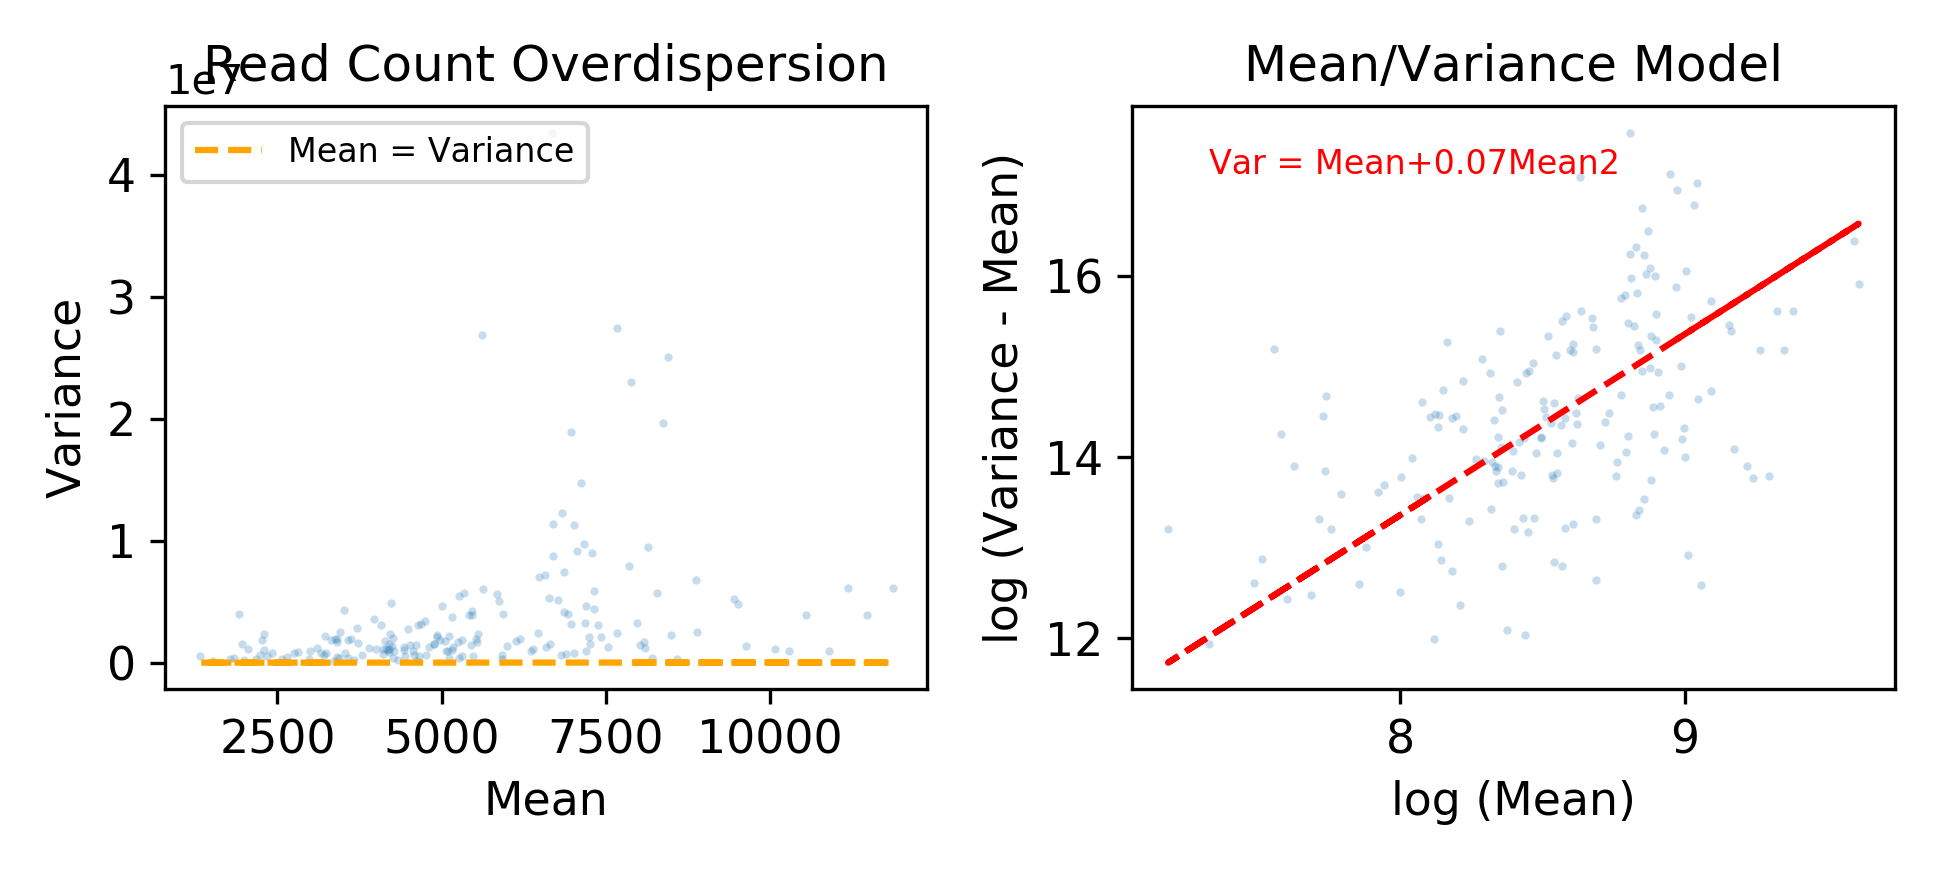 Read Count Overdispersion
1e7
Mean = Variance
4
3
2
1
0
Variance
2500 5000 7500 10000
Mean
Mean/Variance Model
Var = Mean+0.07Mean2
16
14
12
log (Variance - Mean)
8 9
log (Mean)